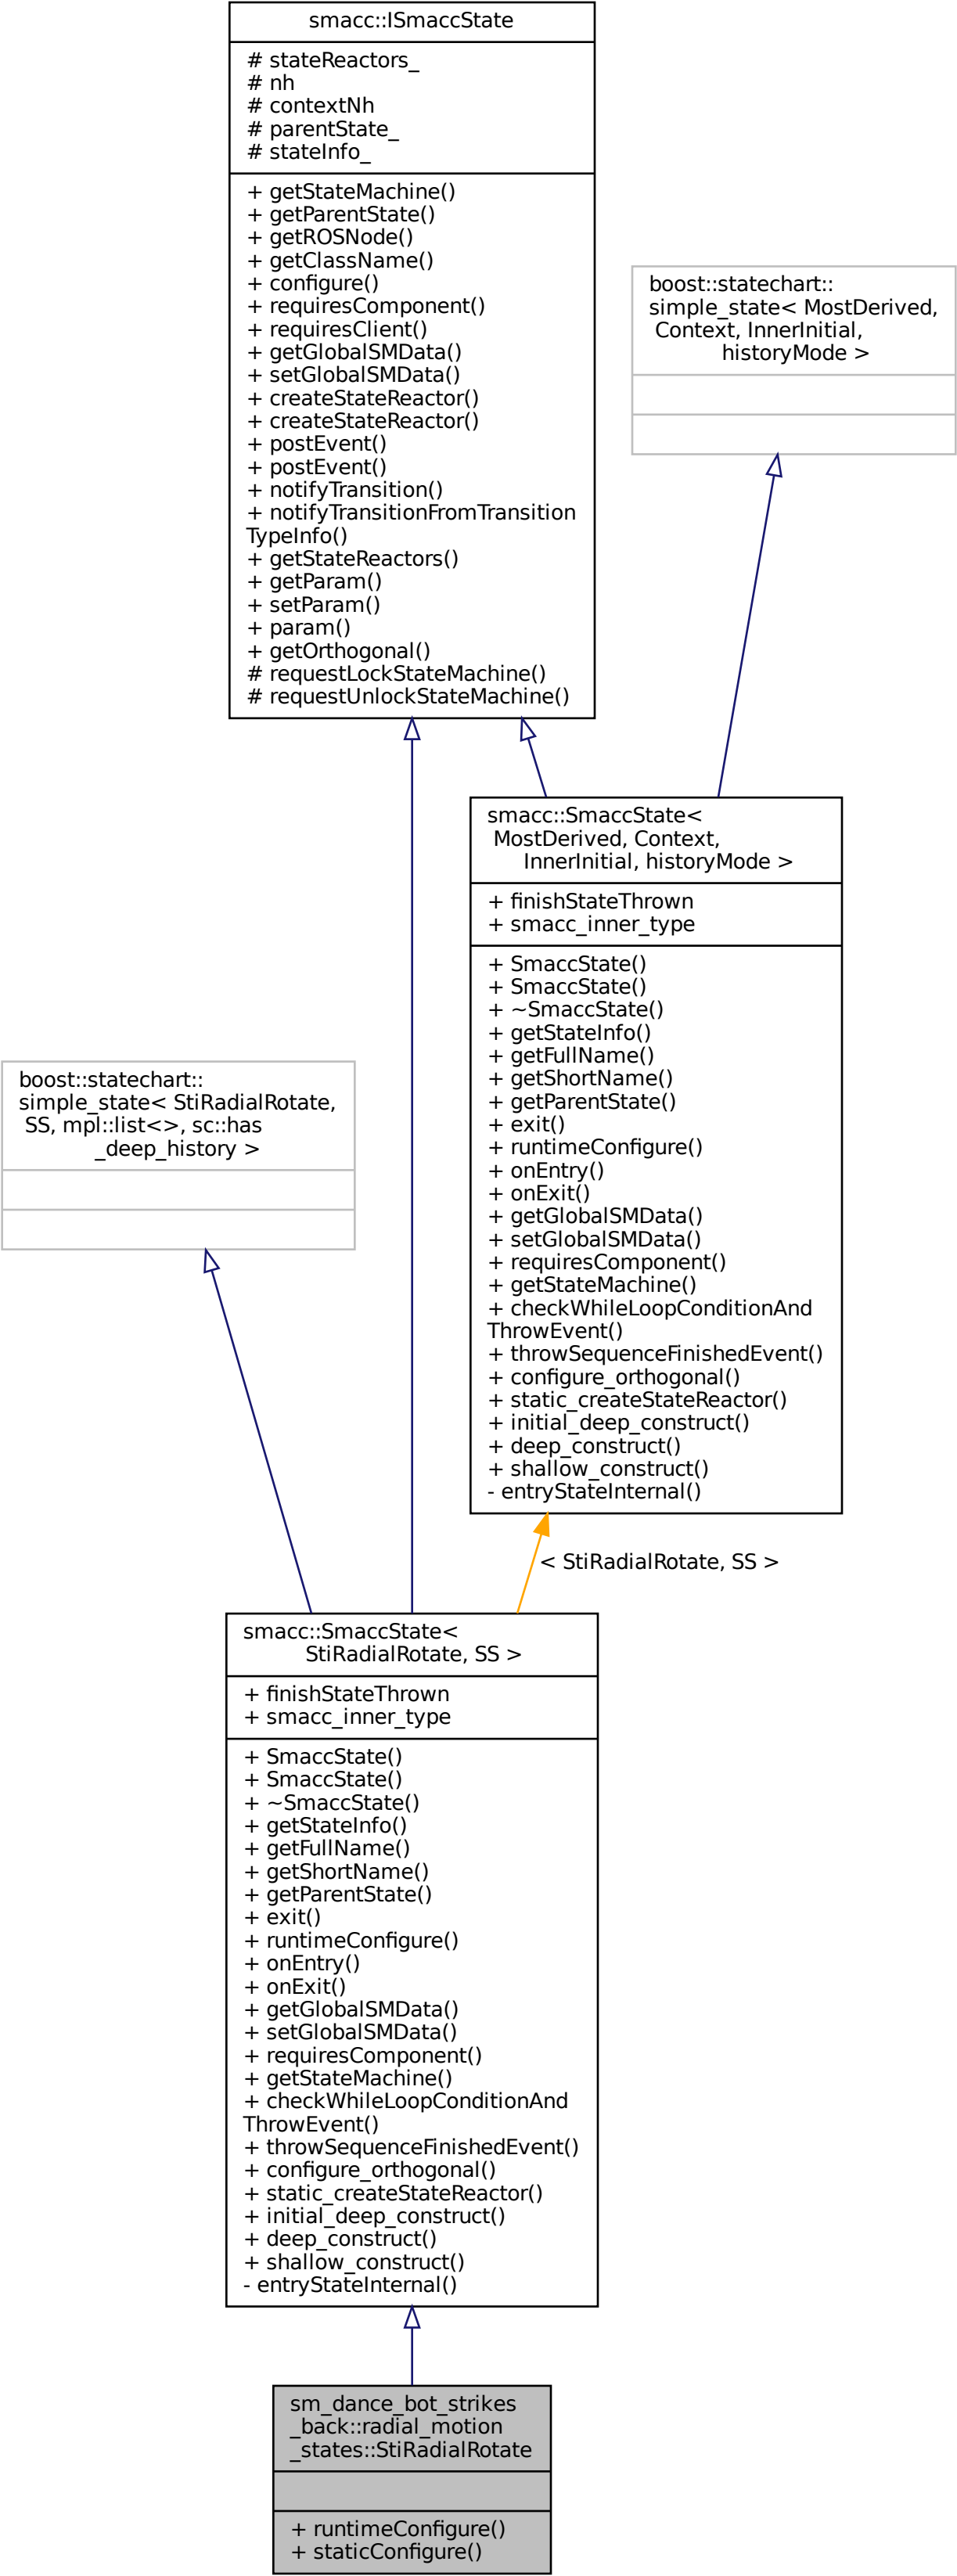 smacc::ISmaccState
# stateReactors_
# nh
# contextNh
# parentState_
# stateInfo_
+ getStateMachine()
+ getParentState()
+ getROSNode()
+ getClassName()
+ configure()
+ requiresComponent()
+ requiresClient()
+ getGlobalSMData()
+ setGlobalSMData()
+ createStateReactor()
+ createStateReactor()
+ postEvent()
+ postEvent()
+ notifyTransition()
+ notifyTransitionFromTransition
TypeInfo()
+ getStateReactors()
+ getParam()
+ setParam()
+ param()
+ getOrthogonal()
# requestLockStateMachine()
# requestUnlockStateMachine()
boost::statechart::
simple_state< MostDerived,
Context, InnerInitial,
historyMode >
smacc::SmaccState<
MostDerived, Context,
InnerInitial, historyMode >
+ finishStateThrown
+ smacc_inner_type
+ SmaccState()
+ SmaccState()
+ ~SmaccState()
+ getStateInfo()
+ getFullName()
+ getShortName()
+ getParentState()
+ exit()
+ runtimeConfigure()
+ onEntry()
+ onExit()
+ getGlobalSMData()
+ setGlobalSMData()
+ requiresComponent()
+ getStateMachine()
+ checkWhileLoopConditionAnd
ThrowEvent()
+ throwSequenceFinishedEvent()
+ configure_orthogonal()
+ static_createStateReactor()
+ initial_deep_construct()
+ deep_construct()
+ shallow_construct()
- entryStateInternal()
boost::statechart::
simple_state< StiRadialRotate,
SS, mpl::list<>, sc::has
_deep_history >
< StiRadialRotate, SS >
smacc::SmaccState<
StiRadialRotate, SS >
+ finishStateThrown
+ smacc_inner_type
+ SmaccState()
+ SmaccState()
+ ~SmaccState()
+ getStateInfo()
+ getFullName()
+ getShortName()
+ getParentState()
+ exit()
+ runtimeConfigure()
+ onEntry()
+ onExit()
+ getGlobalSMData()
+ setGlobalSMData()
+ requiresComponent()
+ getStateMachine()
+ checkWhileLoopConditionAnd
ThrowEvent()
+ throwSequenceFinishedEvent()
+ configure_orthogonal()
+ static_createStateReactor()
+ initial_deep_construct()
+ deep_construct()
+ shallow_construct()
- entryStateInternal()
sm_dance_bot_strikes
_back::radial_motion
_states::StiRadialRotate
+ runtimeConfigure()
+ staticConfigure()